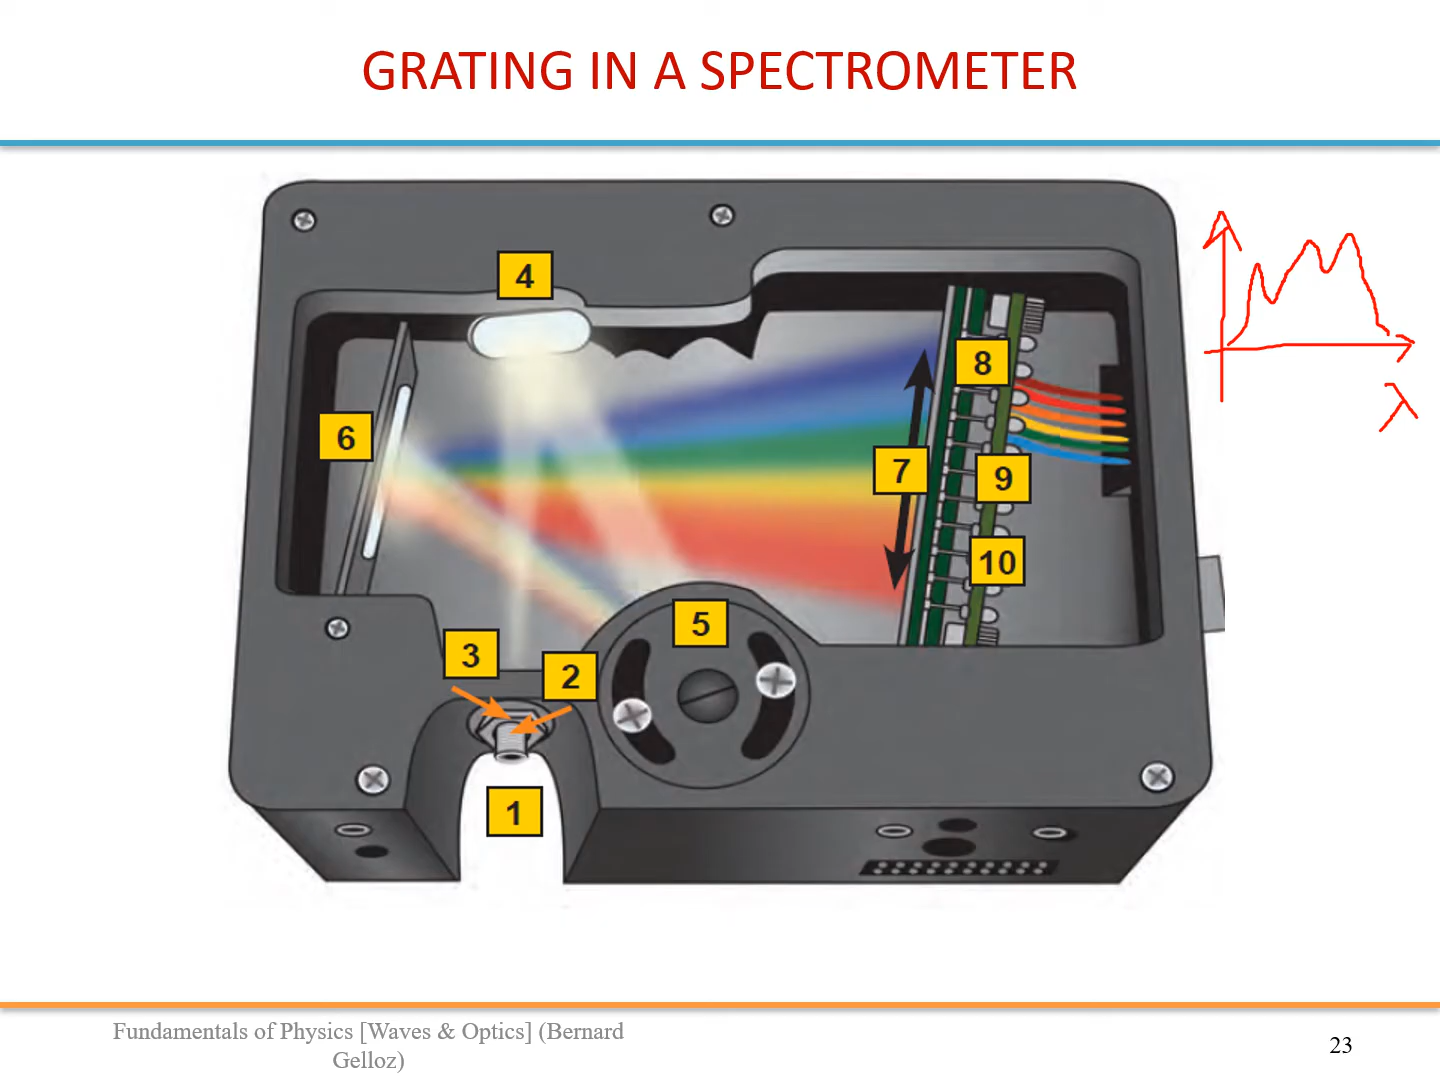 GRATING IN A SPECTROMETER
4
8
6
7
9
10
5
3
2
1
λ
Fundamentals of Physics [Waves & Optics] (Bernard
Gelloz)
23